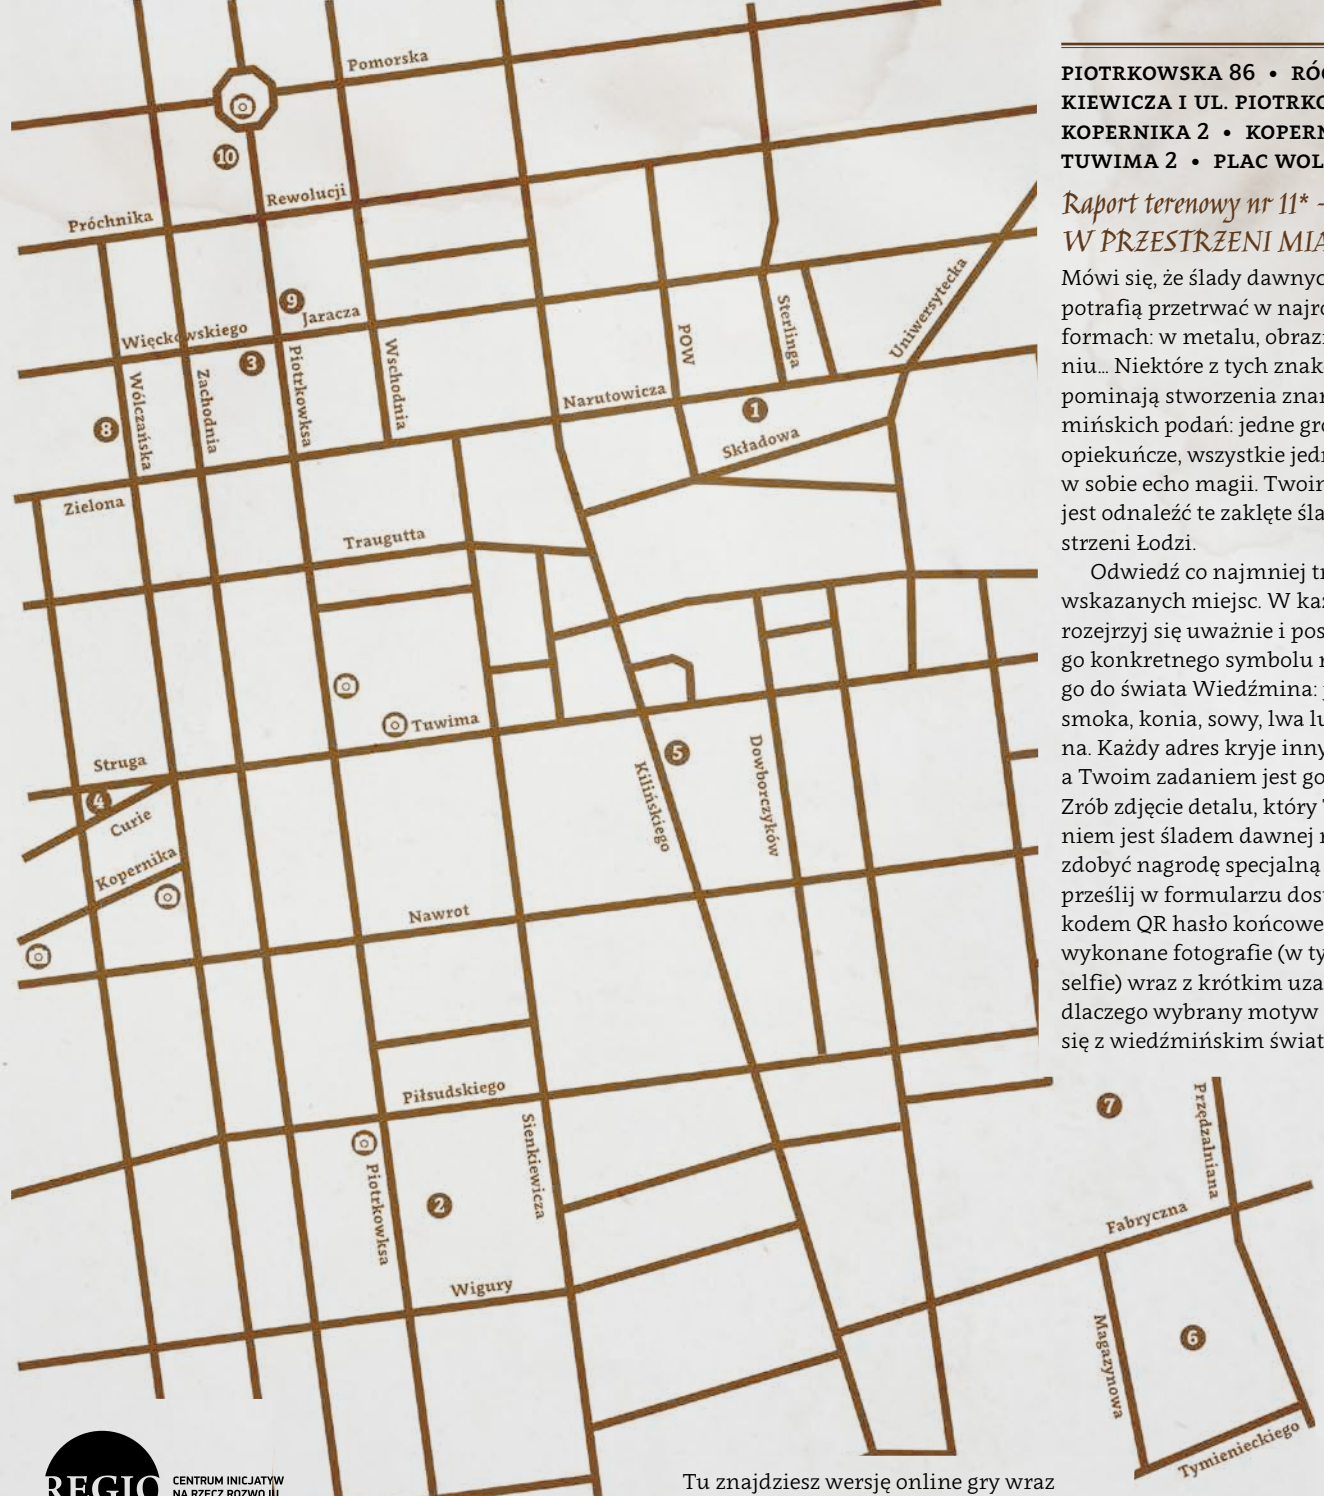 Pomorska
10
Rewolucji
Próchnika
9
Jaracza
Więckowskiego
3
Wólczańska
Zachodnia
Piotrkowksa
Wschodnia
8
Zielona
Narutowicza
POW
Sterlinga
Uniwersytecka
1
Składowa
Traugutta
Tuwima
Struga
4
Curie
Kopernika
5
Kilińskiego
Dowborczyków
Nawrot
Piłsudskiego
Piotrkowksa
Sienkiewicza
2
Wigury
7
Przędzalniana
Fabryczna
Magazynowa
6
Tymienieckiego
PIOTRKOWSKA 86 • RÓ
KIEWICZA I UL. PIOTRKO
KOPERNIKA 2 • KOPERN
TUWIMA 2 • PLAC WOL
Raport terenowy nr 11* –
W PRZESTRZENI MIA
Mówi się, że ślady dawnyc
potrafią przetrwać w najró
formach: w metalu, obrazi
niu... Niektóre z tych znak
pominają stworzenia znan
mińskich podań: jedne gro
opiekuńcze, wszystkie jedn
w sobie echo magii. Twoim
jest odnaleźć te zaklęte śla
strzeni Łodzi.
Odwiedź co najmniej tr
wskazanych miejsc. W każ
rozejrzyj się uważnie i pos
go konkretnego symbolu n
go do świata Wiedźmina: j
smoka, konia, sowy, lwa lu
na. Każdy adres kryje inny
a Twoim zadaniem jest go
Zrób zdjęcie detalu, który T
niem jest śladem dawnej m
zdobyć nagrodę specjalną
prześlij w formularzu dost
kodem QR hasło końcowe
wykonane fotografie (w ty
selfie) wraz z krótkim uza
dlaczego wybrany motyw
się z wiedźmińskim świat
REGIO
CENTRUM INICJATYW
NA RZECZ ROZWOJU
Tu znajdziesz wersję online gry wraz